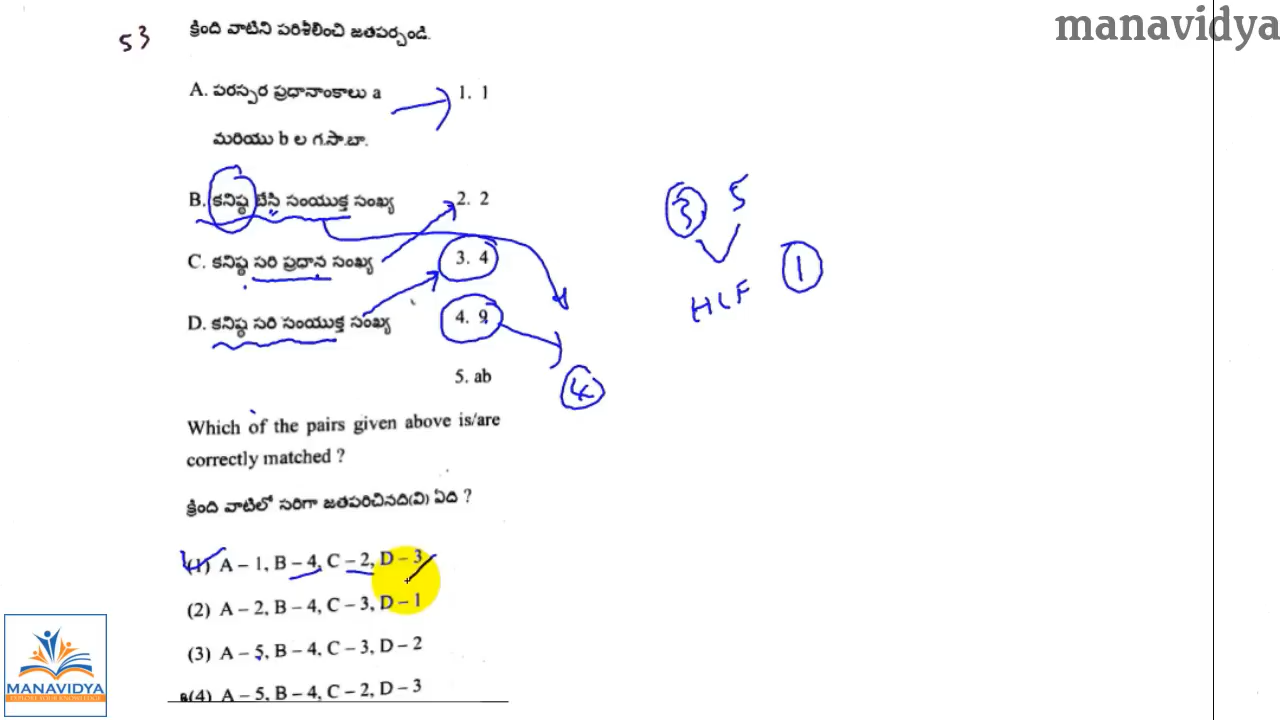 manavidya
53
క్రింది వాటిని పరిశీలించి జతపర్చండి.
A. పరస్పర ప్రధానాంకాలు a
1. 1
మరియు b ల గ.సా.బా.
B. కనిష్ఠ బేసి సంయుక్త సంఖ్య
2. 2
3 5
C. కనిష్ఠ సరి ప్రధాన సంఖ్య
3. 4
1
HCF
D. కనిష్ఠ సరి సంయుక్త సంఖ్య
4. 9
5. ab
4
Which of the pairs given above is/are
correctly matched ?
క్రింది వాటిలో సరిగా జతపరిచినది(వి) ఏది ?
(1) A – 1, B – 4, C – 2, D – 3
(2) A – 2, B – 4, C – 3, D – 1
(3) A – 5, B – 4, C – 3, D – 2
(4) A – 5, B – 4, C – 2, D – 3
MANAVIDYA
EXPLORE YOUR KNOWLEDGE